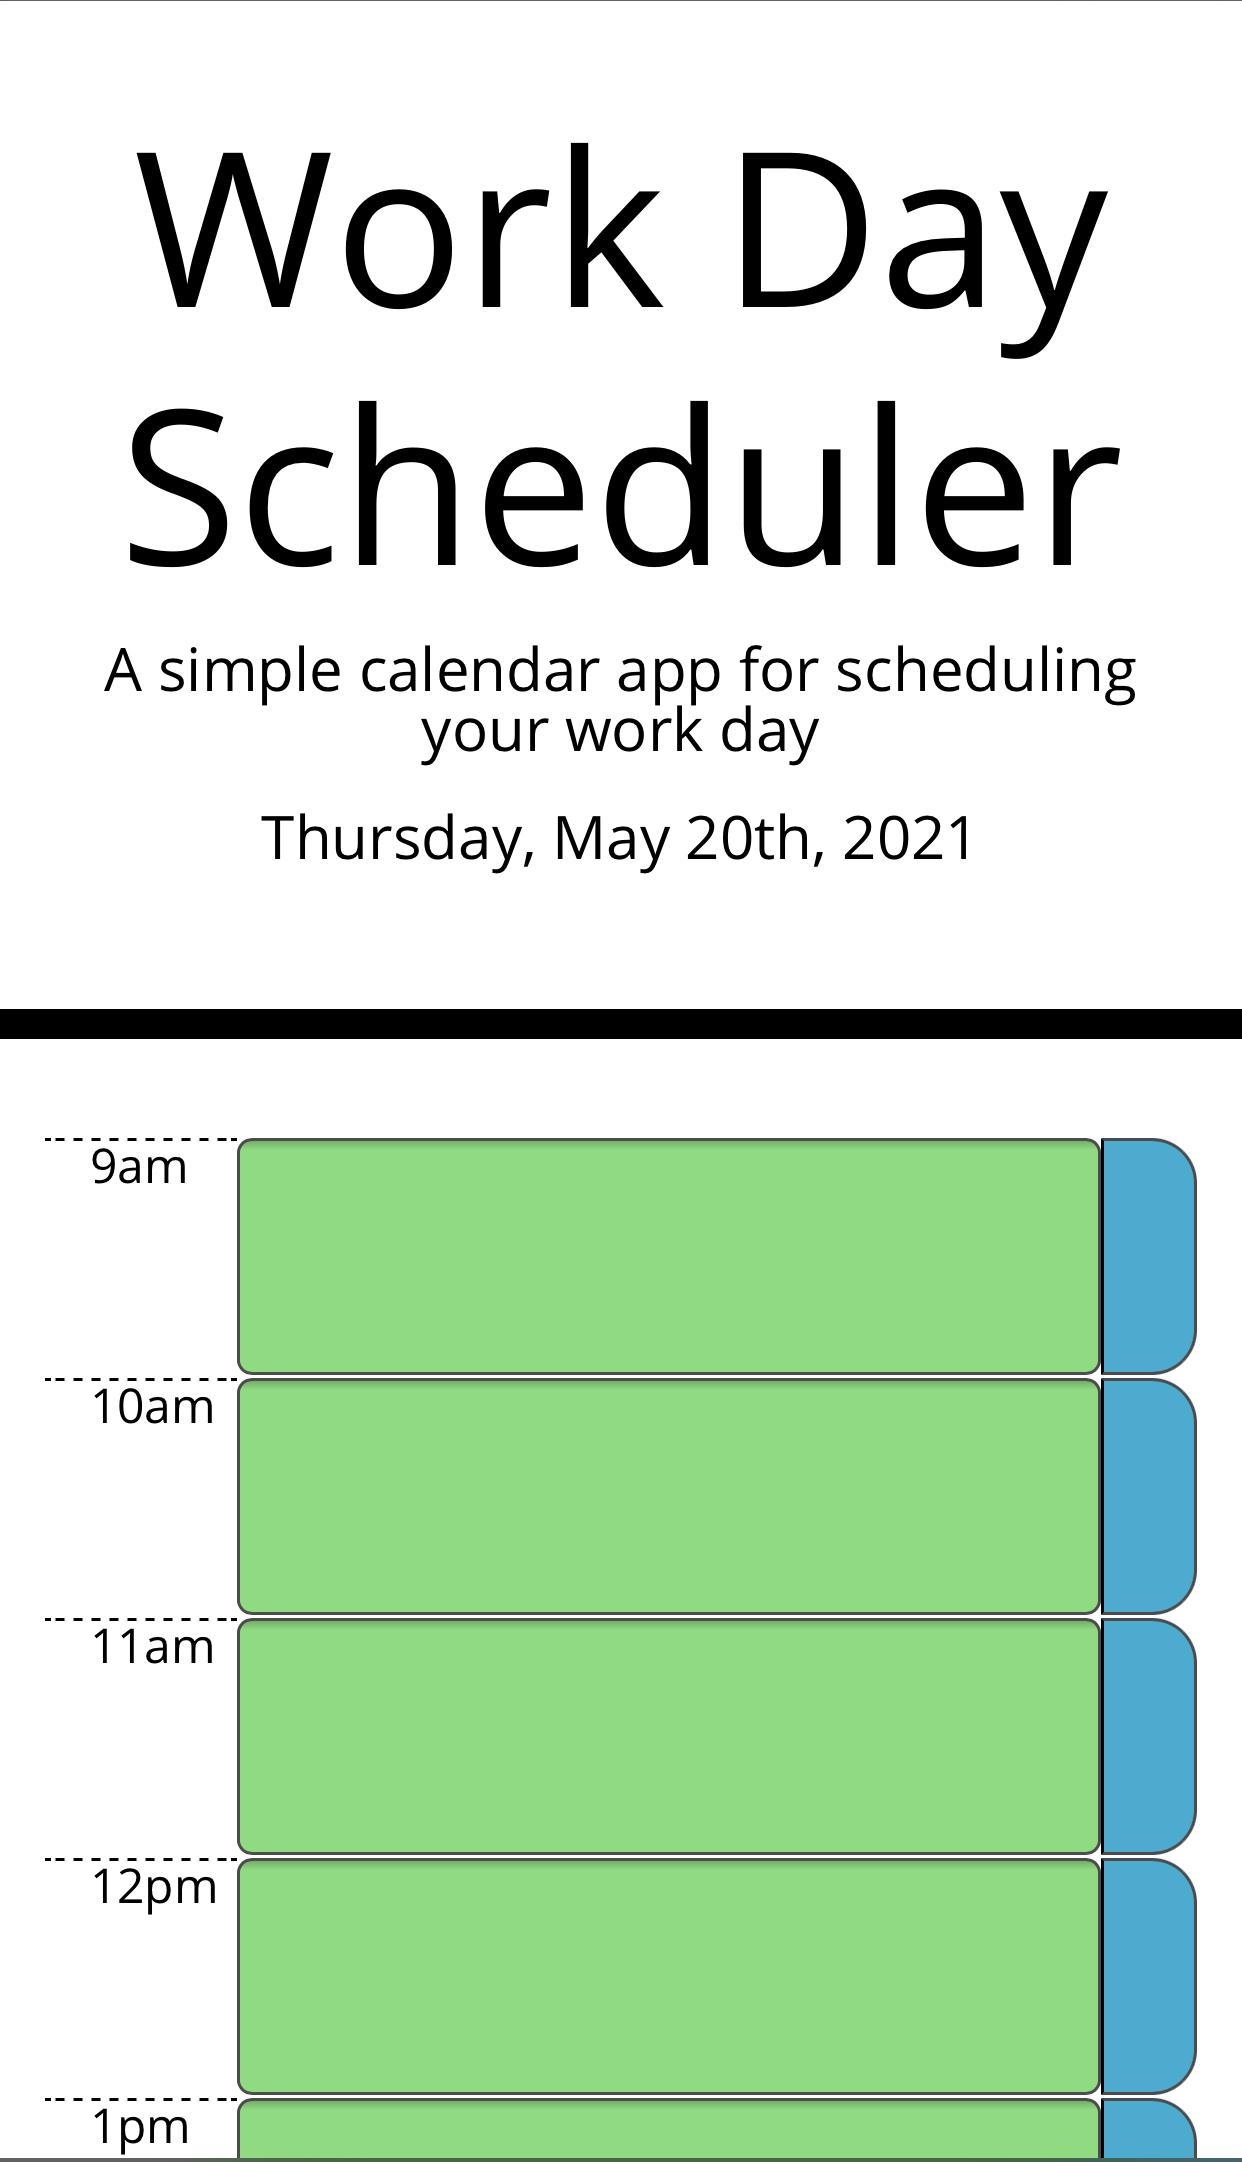 Work Day
Scheduler
A simple calendar app for scheduling
your work day
Thursday, May 20th, 2021
9am
10am
11am
12pm
1pm